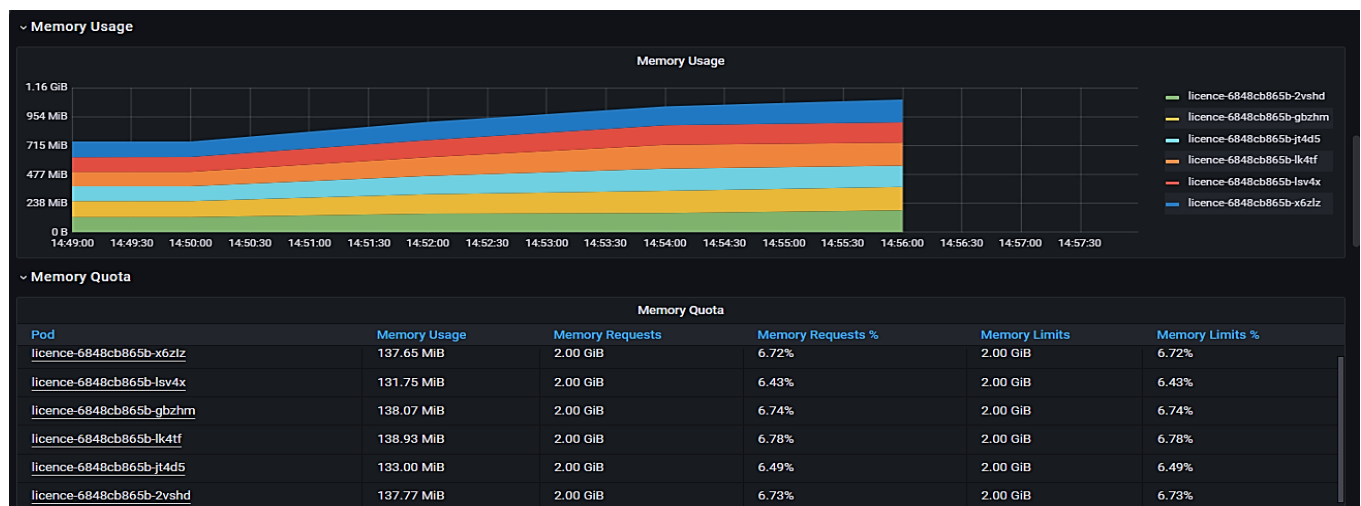 Memory Usage
Memory Usage
1.16 GiB
954 MiB
715 MiB
477 MiB
238 MiB
0 B
14:49:00 14:49:30 14:50:00 14:50:30 14:51:00 14:51:30 14:52:00 14:52:30 14:53:00 14:53:30 14:54:00 14:54:30 14:55:00 14:55:30 14:56:00 14:56:30 14:57:00 14:57:30
licence-6848cb865b-2vshd
licence-6848cb865b-gbzhm
licence-6848cb865b-jt4d5
licence-6848cb865b-lk4tf
licence-6848cb865b-lsv4x
licence-6848cb865b-x6zlz
Memory Quota
Memory Quota
Pod Memory Usage Memory Requests Memory Requests % Memory Limits Memory Limits %
licence-6848cb865b-x6zlz 137.65 MiB 2.00 GiB 6.72% 2.00 GiB 6.72%
licence-6848cb865b-lsv4x 131.75 MiB 2.00 GiB 6.43% 2.00 GiB 6.43%
licence-6848cb865b-gbzhm 138.07 MiB 2.00 GiB 6.74% 2.00 GiB 6.74%
licence-6848cb865b-lk4tf 138.93 MiB 2.00 GiB 6.78% 2.00 GiB 6.78%
licence-6848cb865b-jt4d5 133.00 MiB 2.00 GiB 6.49% 2.00 GiB 6.49%
licence-6848cb865b-2vshd 137.77 MiB 2.00 GiB 6.73% 2.00 GiB 6.73%